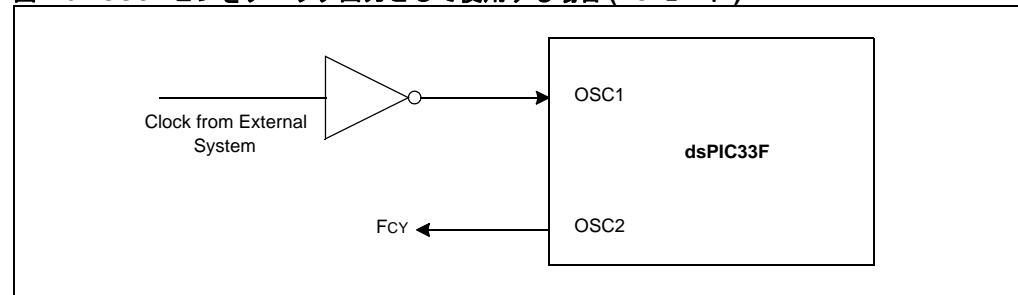 Clock from External
System
OSC1
dsPIC33F
FCY
OSC2